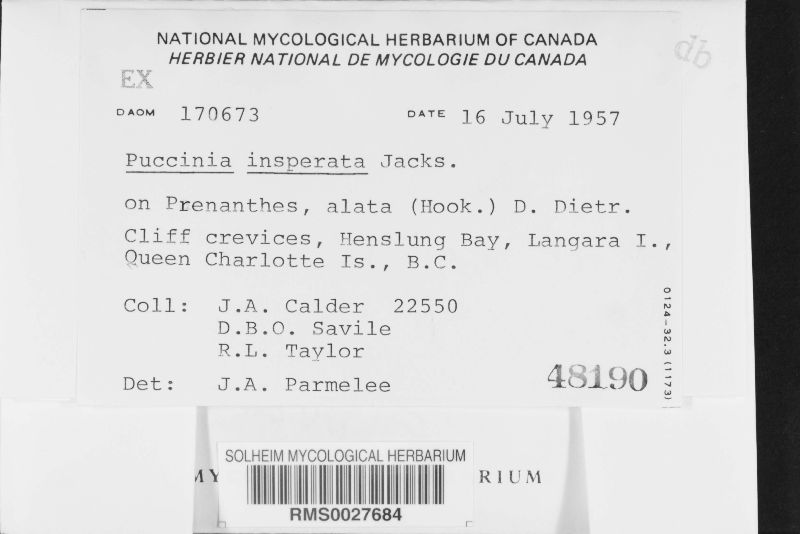 NATIONAL MYCOLOGICAL HERBARIUM OF CANADA
HERBIER NATIONAL DE MYCOLOGIE DU CANADA
db
EX
DAOM 170673 DATE 16 July 1957
Puccinia insperata Jacks.
on Prenanthes, alata (Hook.) D. Dietr.
Cliff crevices, Henslung Bay, Langara I.,
Queen Charlotte Is., B.C.
Coll: J.A. Calder 22550
D.B.O. Savile
R.L. Taylor
Det: J.A. Parmelee
48190
0124-32.3 (1173)
SOLHEIM MYCOLOGICAL HERBARIUM
MY RIUM
RMS0027684